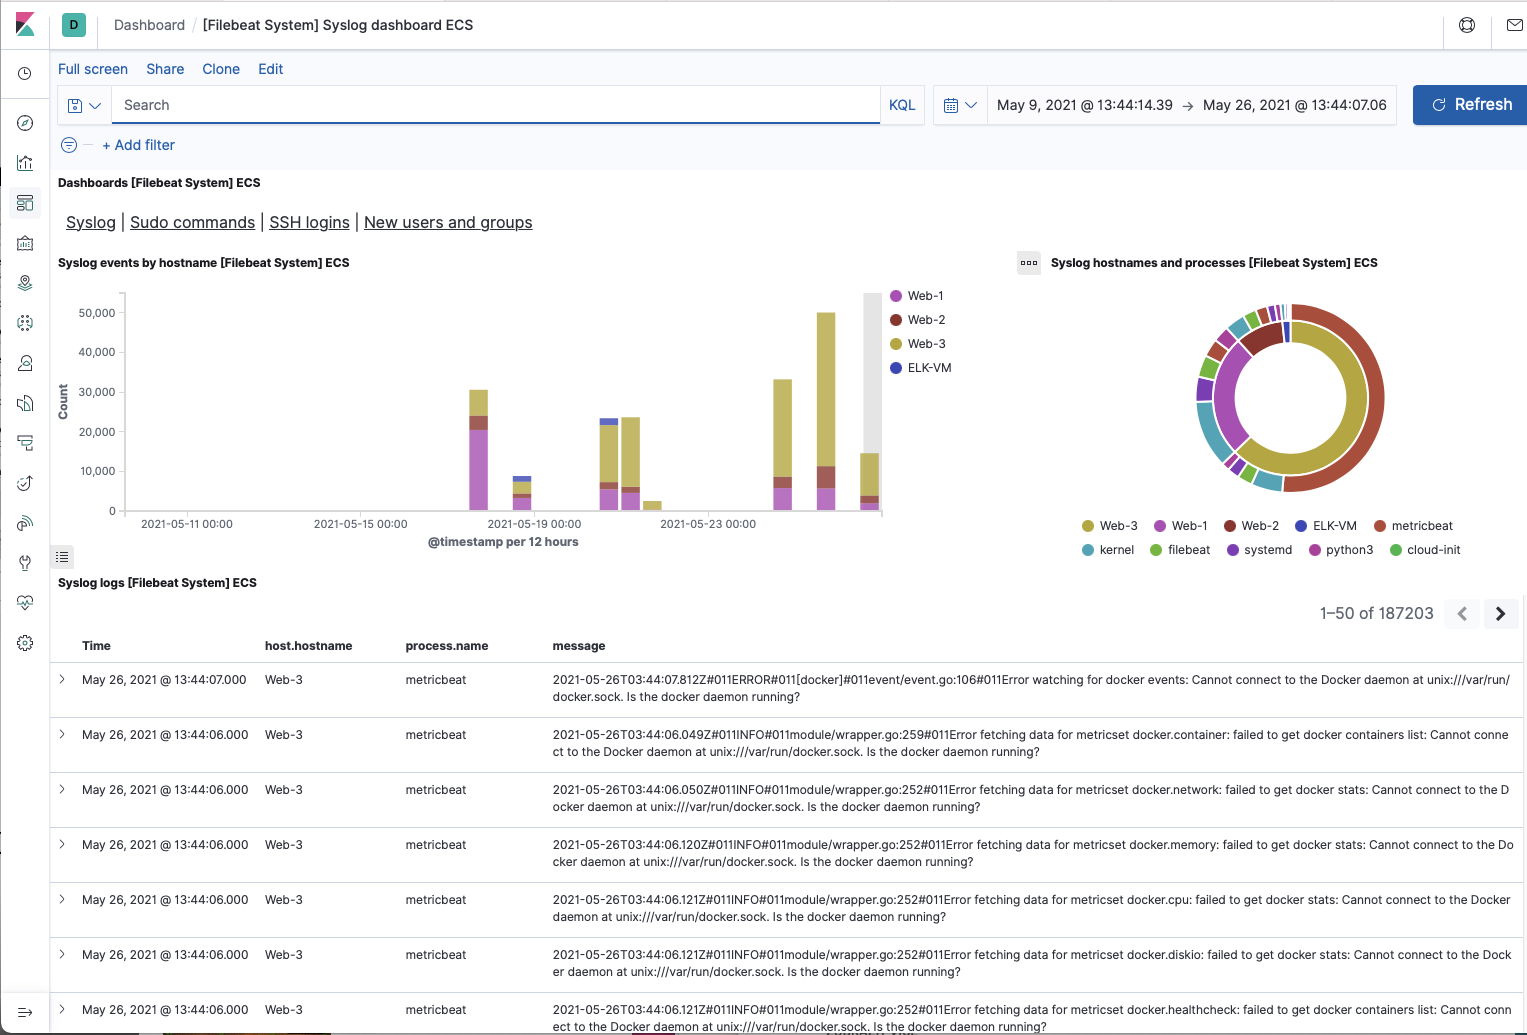 D
Dashboard / [Filebeat System] Syslog dashboard ECS
Full screen Share Clone Edit
Search KQL May 9, 2021 @ 13:44:14.39 → May 26, 2021 @ 13:44:07.06 Refresh
+ Add filter
Dashboards [Filebeat System] ECS
Syslog | Sudo commands | SSH logins | New users and groups
Syslog events by hostname [Filebeat System] ECS
Count
50,000
40,000
30,000
20,000
10,000
0
2021-05-11 00:00 2021-05-15 00:00 2021-05-19 00:00 2021-05-23 00:00
@timestamp per 12 hours
Web-1
Web-2
Web-3
ELK-VM
Syslog hostnames and processes [Filebeat System] ECS
Web-3 Web-1 Web-2 ELK-VM metricbeat
kernel filebeat systemd python3 cloud-init
Syslog logs [Filebeat System] ECS
1–50 of 187203
Time host.hostname process.name message
May 26, 2021 @ 13:44:07.000 Web-3 metricbeat 2021-05-26T03:44:07.812Z#011ERROR#011[docker]#011event/event.go:106#011Error watching for docker events: Cannot connect to the Docker daemon at unix:///var/run/
docker.sock. Is the docker daemon running?
May 26, 2021 @ 13:44:06.000 Web-3 metricbeat 2021-05-26T03:44:06.049Z#011INFO#011module/wrapper.go:259#011Error fetching data for metricset docker.container: failed to get docker containers list: Cannot conne
ct to the Docker daemon at unix:///var/run/docker.sock. Is the docker daemon running?
May 26, 2021 @ 13:44:06.000 Web-3 metricbeat 2021-05-26T03:44:06.050Z#011INFO#011module/wrapper.go:252#011Error fetching data for metricset docker.network: failed to get docker stats: Cannot connect to the D
ocker daemon at unix:///var/run/docker.sock. Is the docker daemon running?
May 26, 2021 @ 13:44:06.000 Web-3 metricbeat 2021-05-26T03:44:06.120Z#011INFO#011module/wrapper.go:252#011Error fetching data for metricset docker.memory: failed to get docker stats: Cannot connect to the Do
cker daemon at unix:///var/run/docker.sock. Is the docker daemon running?
May 26, 2021 @ 13:44:06.000 Web-3 metricbeat 2021-05-26T03:44:06.121Z#011INFO#011module/wrapper.go:252#011Error fetching data for metricset docker.cpu: failed to get docker stats: Cannot connect to the Docker
daemon at unix:///var/run/docker.sock. Is the docker daemon running?
May 26, 2021 @ 13:44:06.000 Web-3 metricbeat 2021-05-26T03:44:06.121Z#011INFO#011module/wrapper.go:252#011Error fetching data for metricset docker.diskio: failed to get docker stats: Cannot connect to the Dock
er daemon at unix:///var/run/docker.sock. Is the docker daemon running?
May 26, 2021 @ 13:44:06.000 Web-3 metricbeat 2021-05-26T03:44:06.121Z#011INFO#011module/wrapper.go:252#011Error fetching data for metricset docker.healthcheck: failed to get docker containers list: Cannot conn
ect to the Docker daemon at unix:///var/run/docker.sock. Is the docker daemon running?